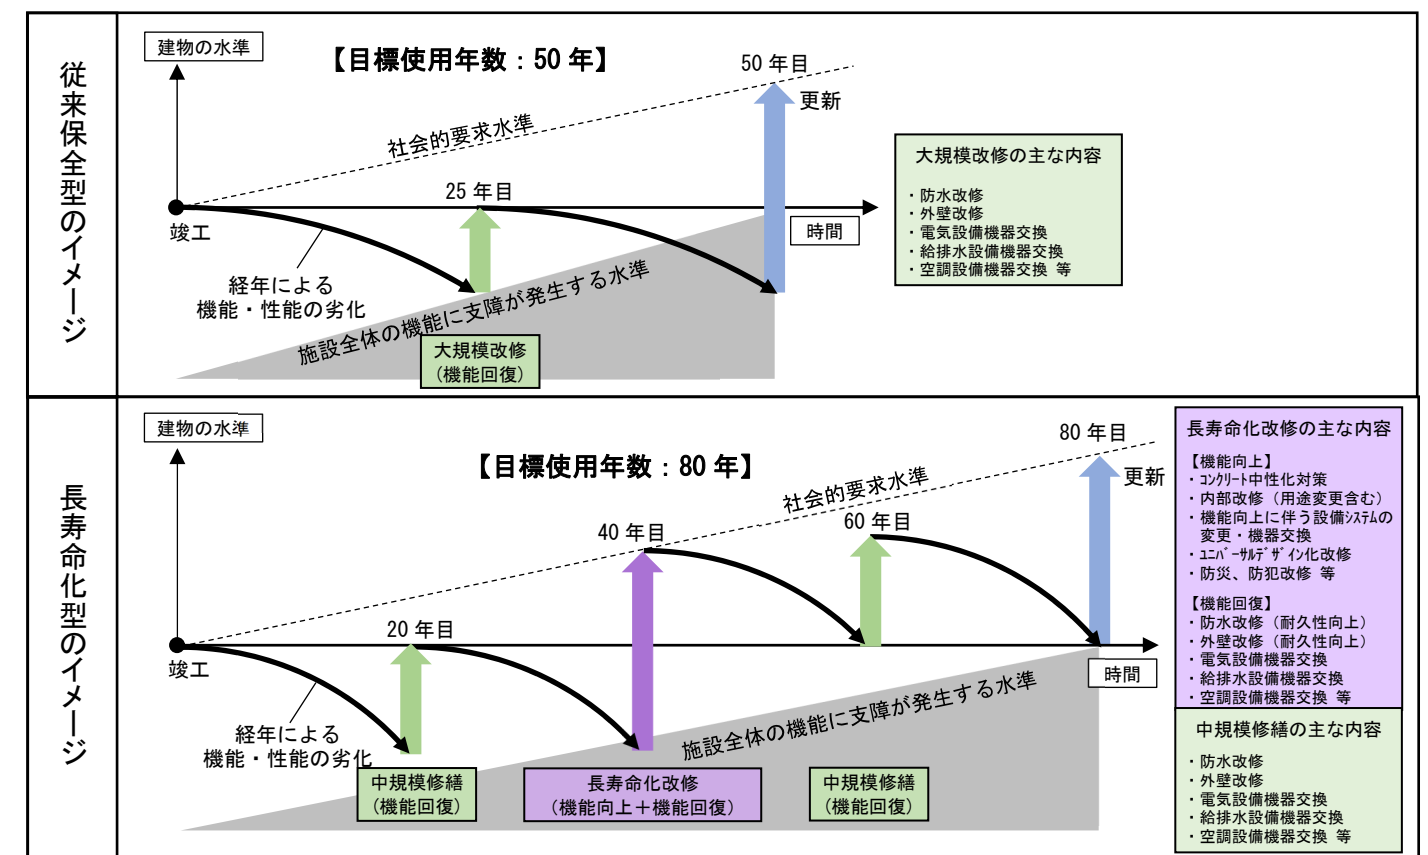 従来保全型のイメージ
建物の水準
【目標使用年数：50 年】
50 年目
更新
社会的要求水準
25 年目
竣工
時間
経年による
機能・性能の劣化
施設全体の機能に支障が発生する水準
大規模改修
(機能回復)
大規模改修の主な内容
・防水改修
・外壁改修
・電気設備機器交換
・給排水設備機器交換
・空調設備機器交換 等
長寿命化型のイメージ
建物の水準
【目標使用年数：80 年】
80 年目
更新
社会的要求水準
60 年目
40 年目
20 年目
竣工
時間
経年による
機能・性能の劣化
施設全体の機能に支障が発生する水準
中規模修繕
(機能回復)
長寿命化改修
(機能向上＋機能回復)
中規模修繕
(機能回復)
長寿命化改修の主な内容
【機能向上】
・ｺﾝｸﾘｰﾄ中性化対策
・内部改修（用途変更含む）
・機能向上に伴う設備ｼｽﾃﾑの
変更・機器交換
・ﾕﾆﾊﾞｰｻﾙﾃﾞｻﾞｲﾝ化改修
・防災、防犯改修 等
【機能回復】
・防水改修（耐久性向上）
・外壁改修（耐久性向上）
・電気設備機器交換
・給排水設備機器交換
・空調設備機器交換 等
中規模修繕の主な内容
・防水改修
・外壁改修
・電気設備機器交換
・給排水設備機器交換
・空調設備機器交換 等